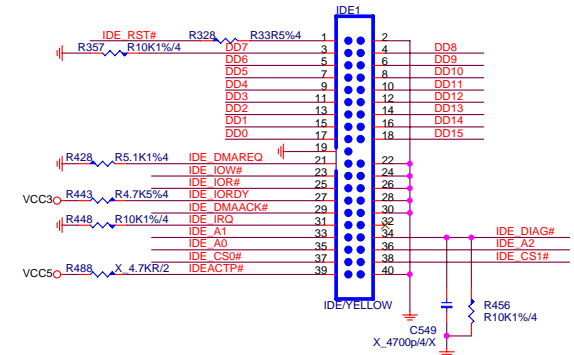 IDE1
IDE_RST# R328 R33R5%4 1 2
R357 R10K1%/4 DD7 3 4 DD8
DD6 5 6 DD9
DD5 7 8 DD10
DD4 9 10 DD11
DD3 11 12 DD12
DD2 13 14 DD13
DD1 15 16 DD14
DD0 17 18 DD15
19
R428 R5.1K1%4 IDE_DMAREQ 21 22
IDE_IOW# 23 24
IDE_IOR# 25 26
VCC3 R443 R4.7K5%4 IDE_IORDY 27 28
IDE_DMAACK# 29 30
R448 R10K1%/4 IDE_IRQ 31 32
IDE_A1 33 34 IDE_DIAG#
IDE_A0 35 36 IDE_A2
IDE_CS0# 37 38 IDE_CS1#
VCC5 R488 X_4.7KR/2 IDEACTP# 39 40
IDE/YELLOW
R456
R10K1%/4
C549
X_4700p/4/X